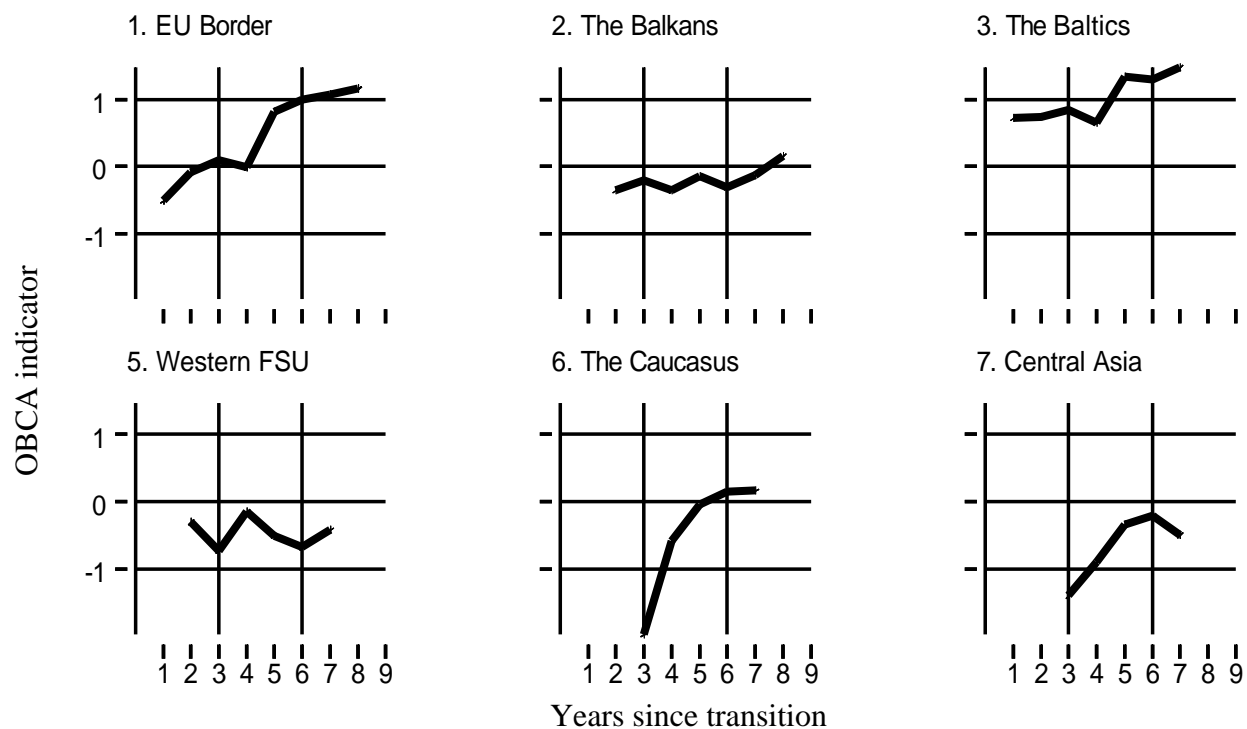 1. EU Border
2. The Balkans
3. The Baltics
1
0
-1
5. Western FSU
6. The Caucasus
7. Central Asia
OBCA indicator
1
0
-1
1 2 3 4 5 6 7 8 9
1 2 3 4 5 6 7 8 9
1 2 3 4 5 6 7 8 9
Years since transition